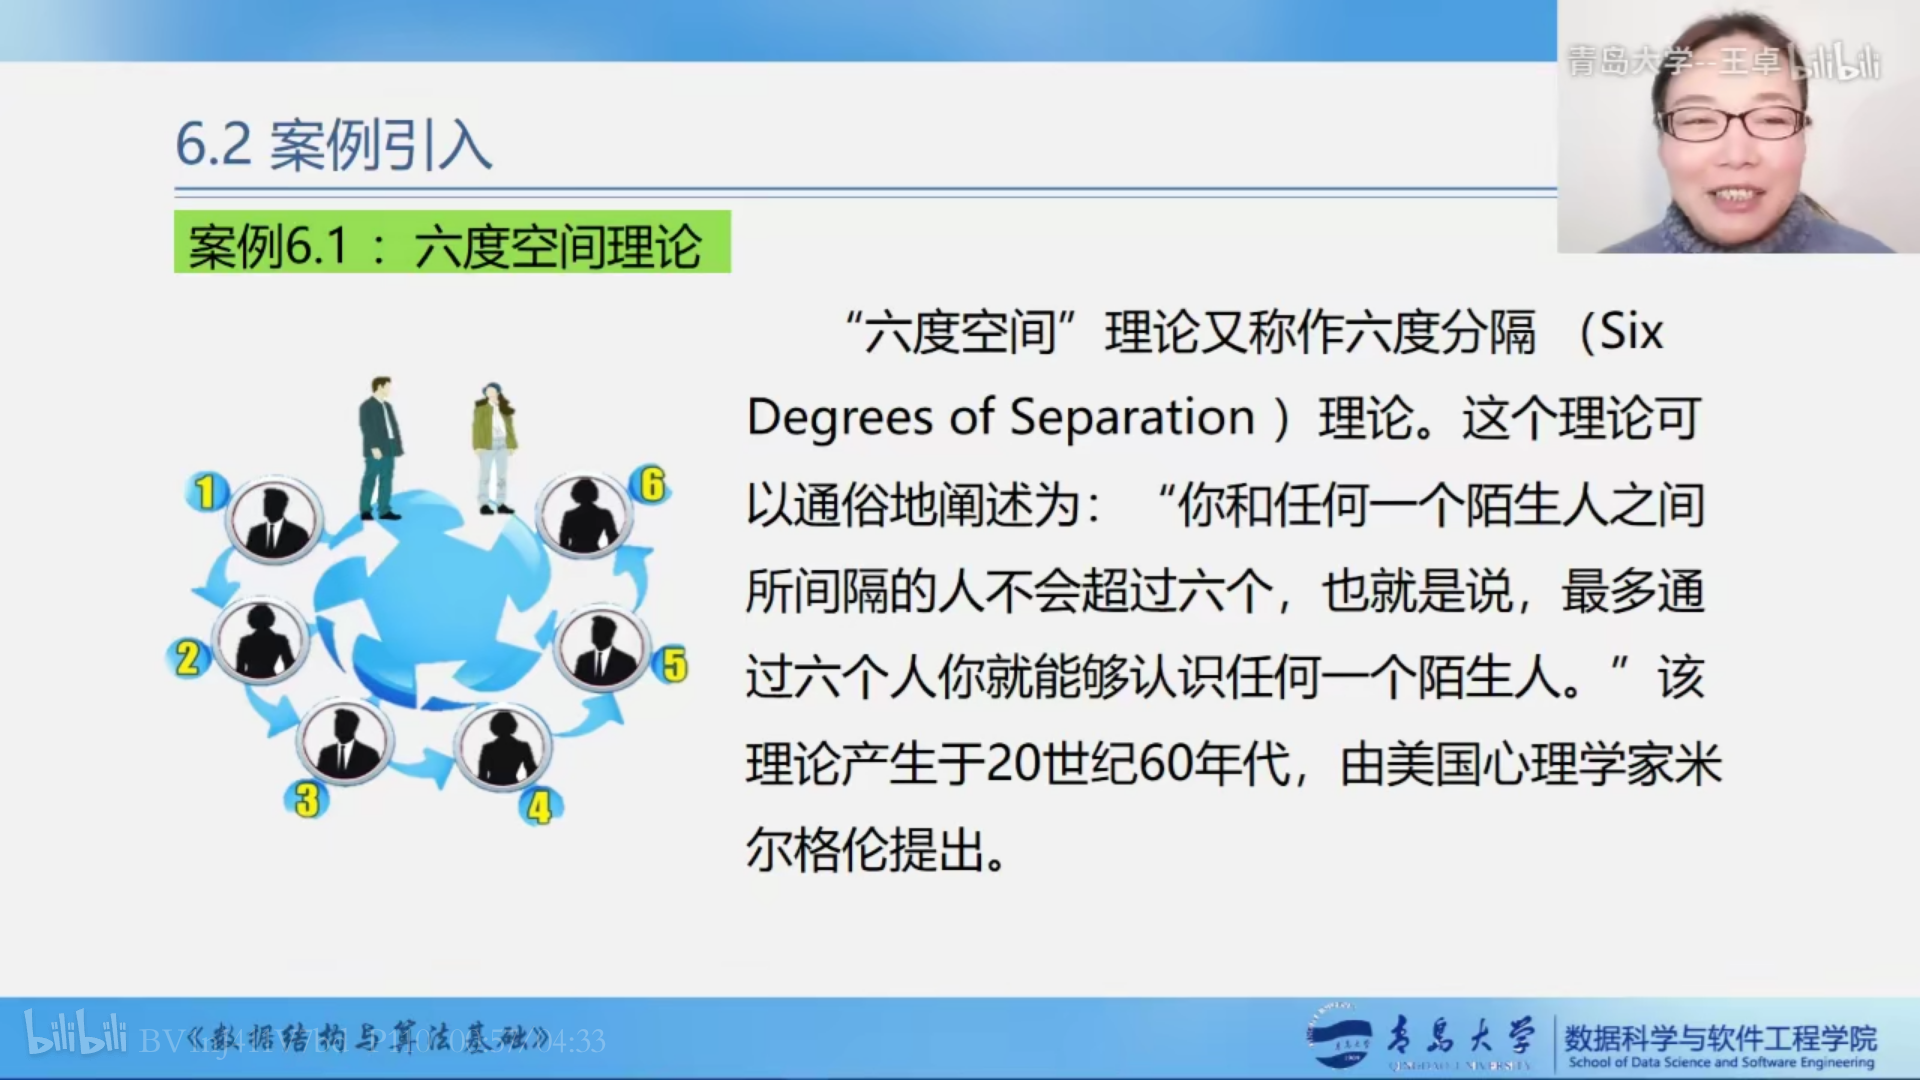 青岛大学--王卓 bilibili
6.2 案例引入
案例6.1 ：六度空间理论
“六度空间”理论又称作六度分隔 （Six
Degrees of Separation ）理论。这个理论可
以通俗地阐述为：“你和任何一个陌生人之间
所间隔的人不会超过六个，也就是说，最多通
过六个人你就能够认识任何一个陌生人。”该
理论产生于20世纪60年代，由美国心理学家米
尔格伦提出。
1
6
2
5
3
4
bilibili
《数据结构与算法基础》
04:33
青岛大学
QINGDAO UNIVERSITY
数据科学与软件工程学院
School of Data Science and Software Engineering